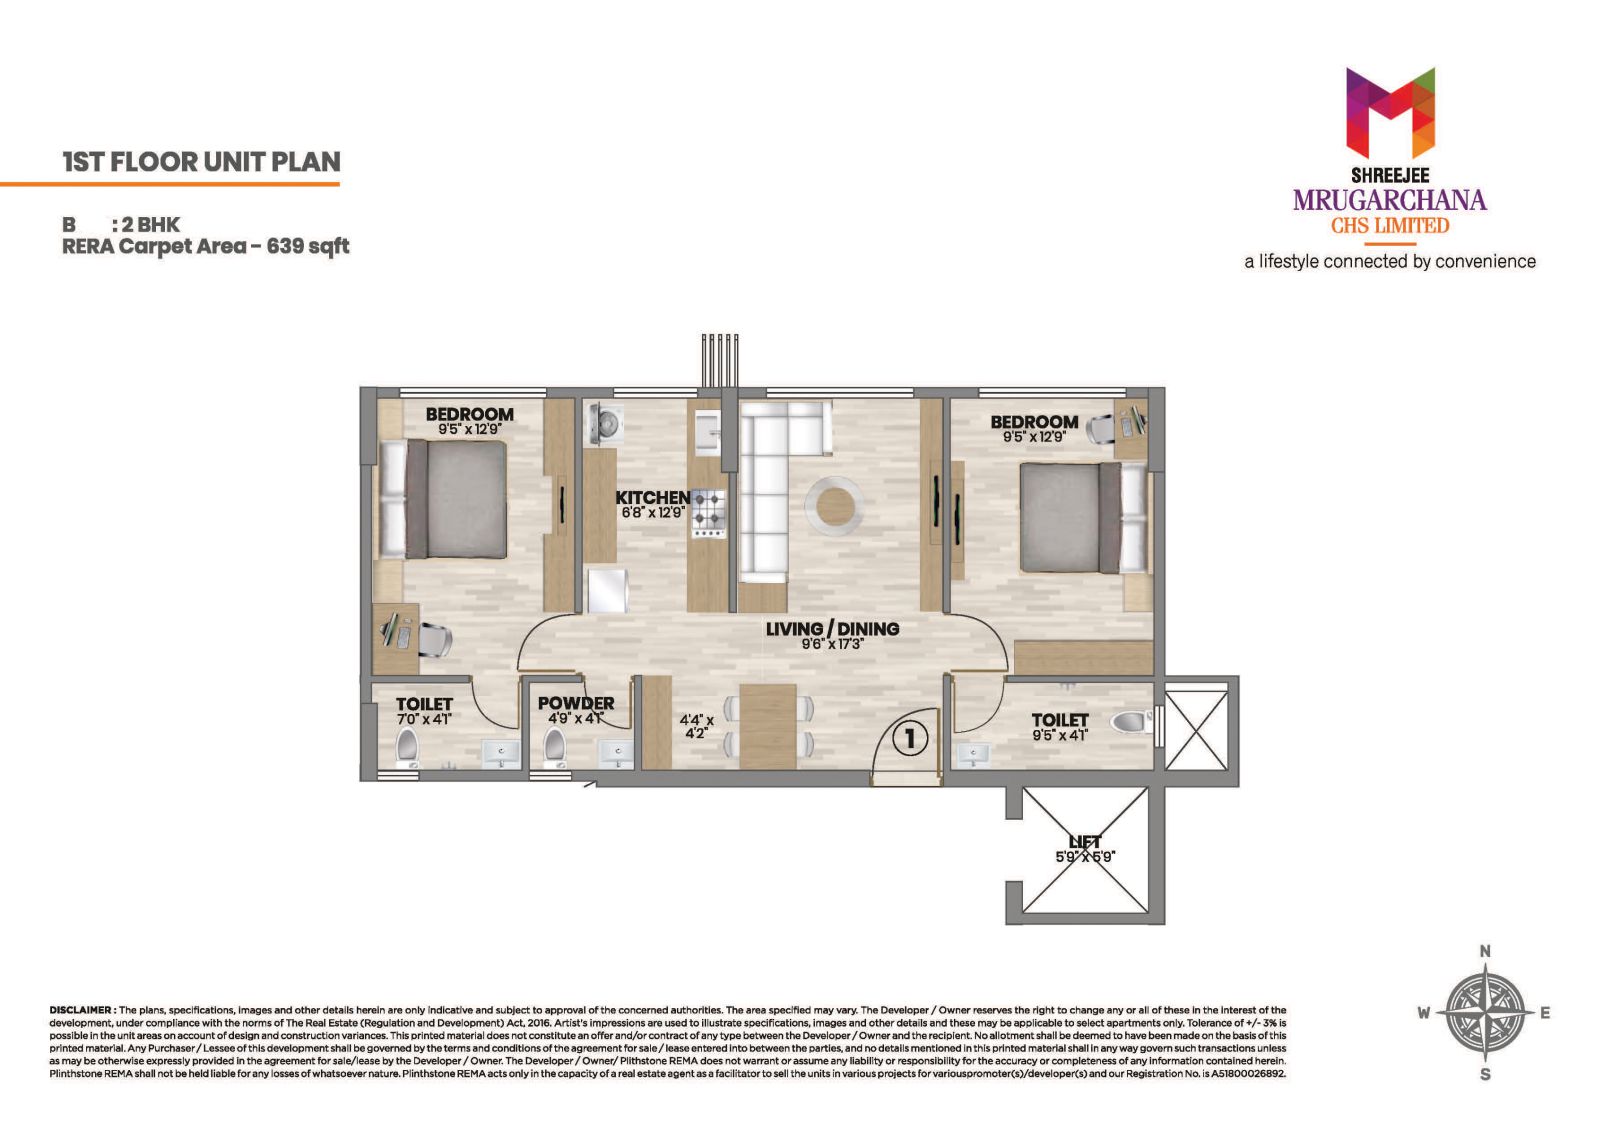 SHREEJEE
MRUGARCHANA
CHS LIMITED
a lifestyle connected by convenience
1ST FLOOR UNIT PLAN
B : 2 BHK
RERA Carpet Area - 639 sqft
BEDROOM
9'5" x 12'9"
KITCHEN
6'8" x 12'9"
BEDROOM
9'5" x 12'9"
LIVING / DINING
9'6" x 17'3"
TOILET
7'0" x 4'1"
POWDER
4'9" x 4'1"
4'4" x
4'2"
1
TOILET
9'5" x 4'1"
LIFT
5'9" x 5'9"
N
W
E
S
DISCLAIMER : The plans, specifications, images and other details herein are only indicative and subject to approval of the concerned authorities. The area specified may vary. The Developer / Owner reserves the right to change any or all of these in the interest of the
development, under compliance with the norms of The Real Estate (Regulation and Development) Act, 2016. Artist's impressions are used to illustrate specifications, images and other details and these may be applicable to select apartments only. Tolerance of +/- 3% is
possible in the unit areas on account of design and construction variances. This printed material does not constitute an offer and/or contract of any type between the Developer / Owner and the recipient. No allotment shall be deemed to have been made on the basis of this
printed material. Any Purchaser / Lessee of this development shall be governed by the terms and conditions of the agreement for sale / lease entered into between the parties, and no details mentioned in this printed material shall in any way govern such transactions unless
as may be otherwise expressly provided in the agreement for sale/lease by the Developer / Owner. The Developer / Owner/ Plithstone REMA does not warrant or assume any liability or responsibility for the accuracy or completeness of any information contained herein.
Plinthstone REMA shall not be held liable for any losses of whatsoever nature. Plinthstone REMA acts only in the capacity of a real estate agent as a facilitator to sell the units in various projects for variouspromoter(s)/developer(s) and our Registration No. is A51800026892.